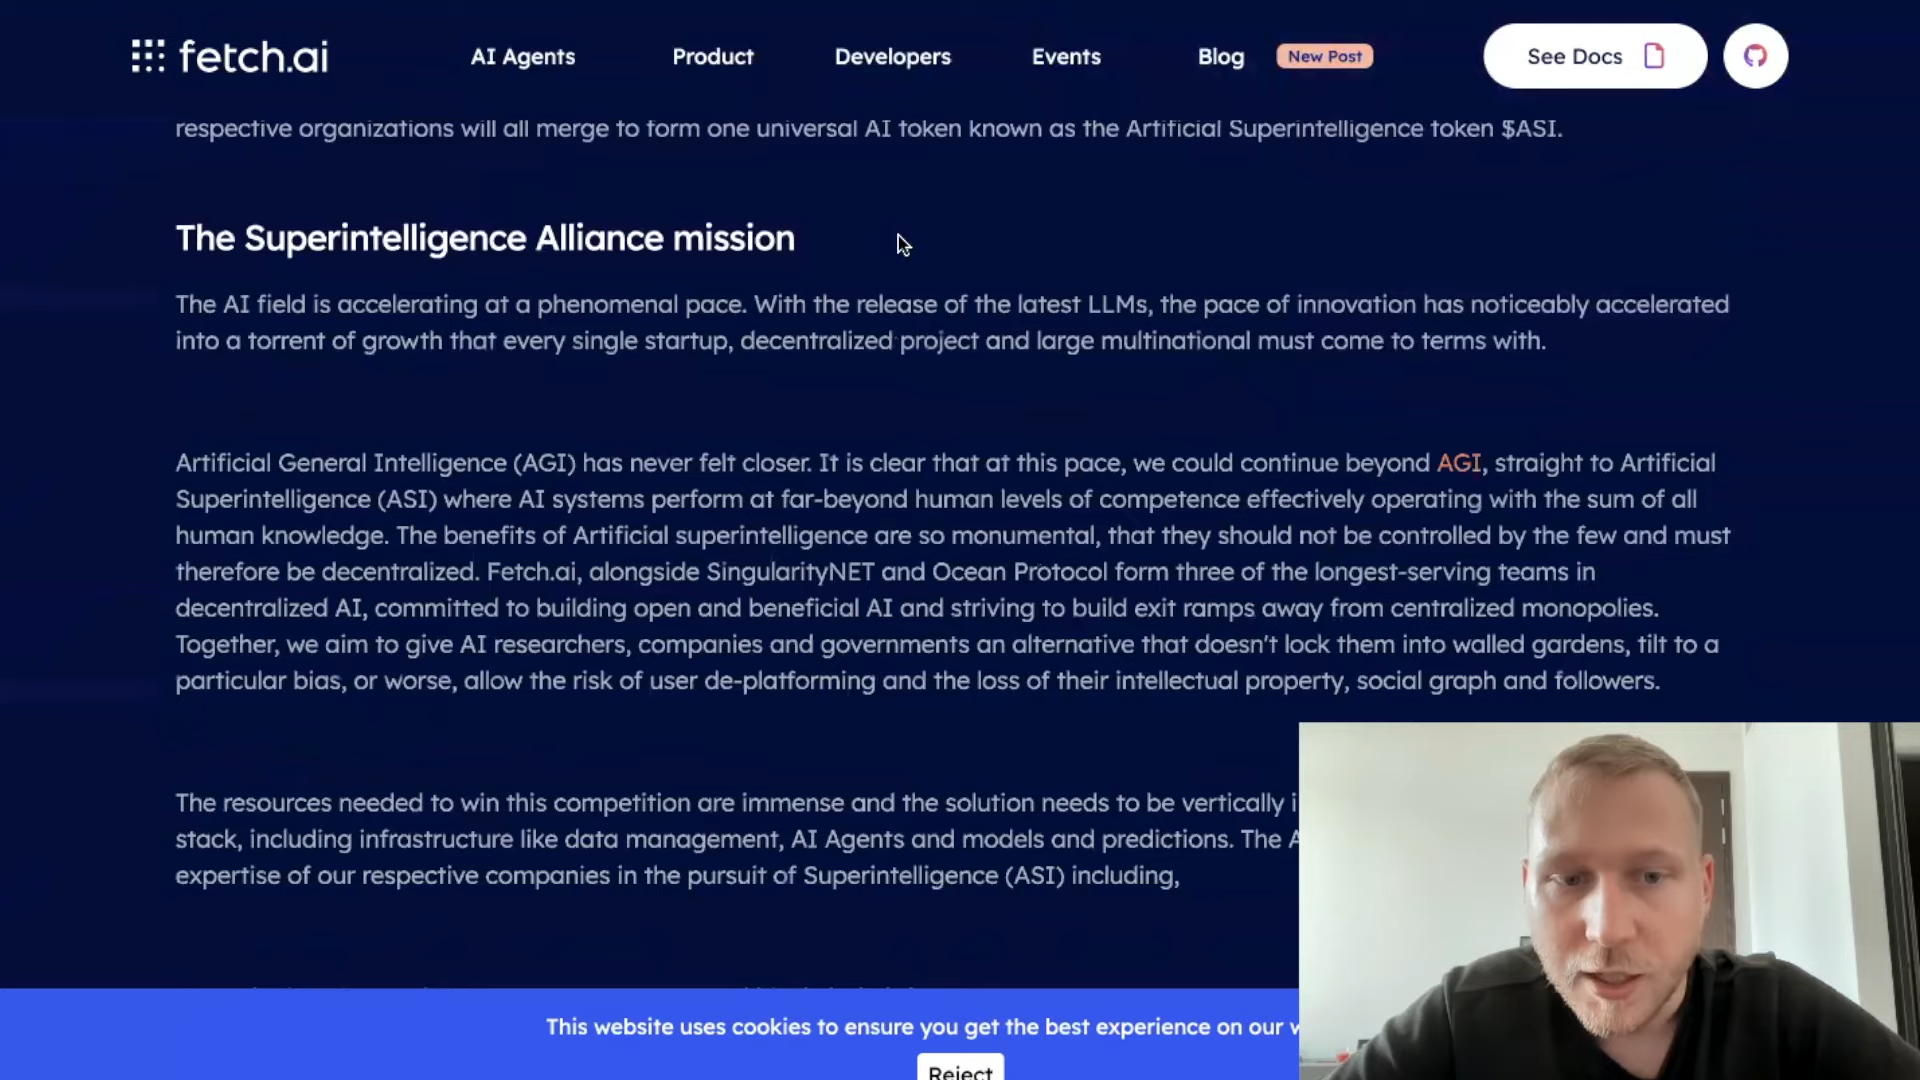 fetch.ai
AI Agents
Product
Developers
Events
Blog
New Post
See Docs
respective organizations will all merge to form one universal AI token known as the Artificial Superintelligence token $ASI.
The Superintelligence Alliance mission
The AI field is accelerating at a phenomenal pace. With the release of the latest LLMs, the pace of innovation has noticeably accelerated
into a torrent of growth that every single startup, decentralized project and large multinational must come to terms with.
Artificial General Intelligence (AGI) has never felt closer. It is clear that at this pace, we could continue beyond AGI, straight to Artificial
Superintelligence (ASI) where AI systems perform at far-beyond human levels of competence effectively operating with the sum of all
human knowledge. The benefits of Artificial superintelligence are so monumental, that they should not be controlled by the few and must
therefore be decentralized. Fetch.ai, alongside SingularityNET and Ocean Protocol form three of the longest-serving teams in
decentralized AI, committed to building open and beneficial AI and striving to build exit ramps away from centralized monopolies.
Together, we aim to give AI researchers, companies and governments an alternative that doesn't lock them into walled gardens, tilt to a
particular bias, or worse, allow the risk of user de-platforming and the loss of their intellectual property, social graph and followers.
The resources needed to win this competition are immense and the solution needs to be vertically
stack, including infrastructure like data management, AI Agents and models and predictions. The
expertise of our respective companies in the pursuit of Superintelligence (ASI) including,
This website uses cookies to ensure you get the best experience on our
Reject